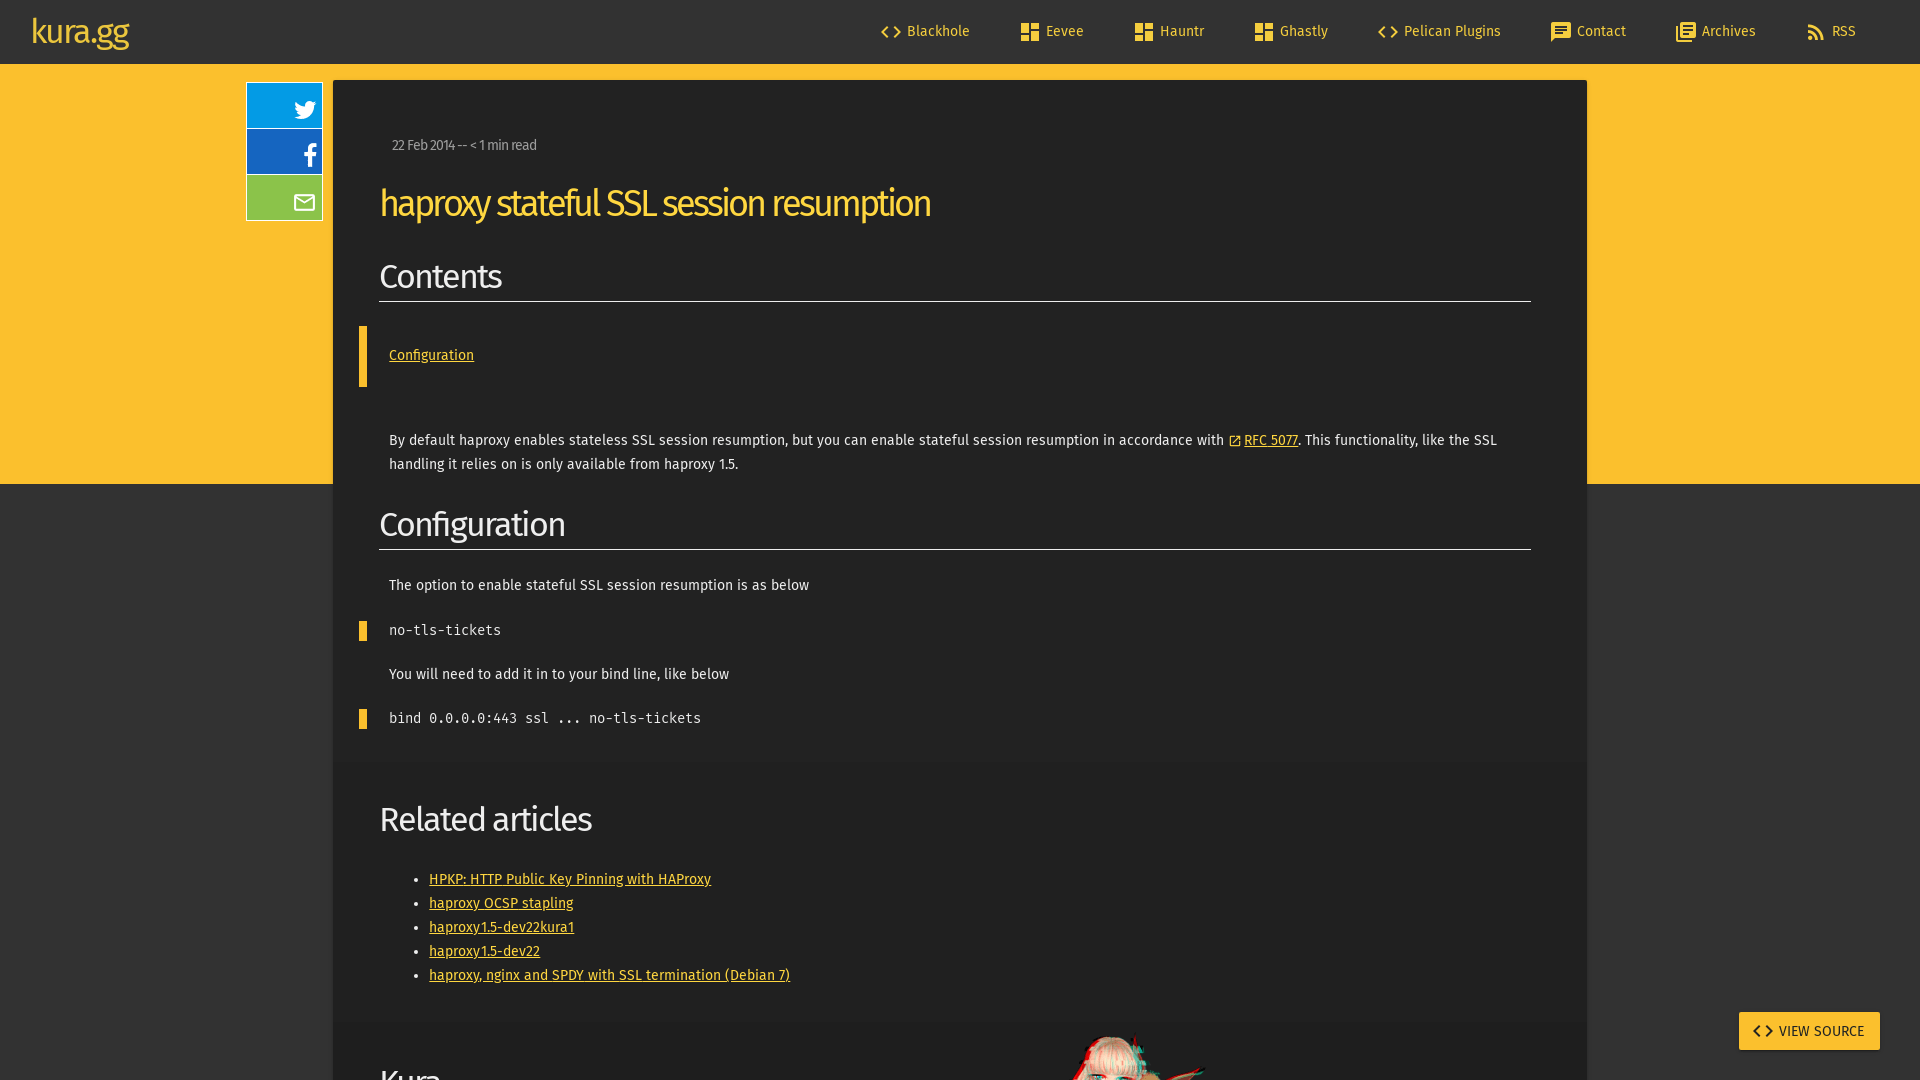 kura.gg
Blackhole
Eevee
Hauntr
Ghastly
Pelican Plugins
Contact
Archives
RSS
22 Feb 2014 -- < 1 min read
haproxy stateful SSL session resumption
Contents
Configuration
By default haproxy enables stateless SSL session resumption, but you can enable stateful session resumption in accordance with RFC 5077. This functionality, like the SSL
handling it relies on is only available from haproxy 1.5.
Configuration
The option to enable stateful SSL session resumption is as below
no-tls-tickets
You will need to add it in to your bind line, like below
bind 0.0.0.0:443 ssl ... no-tls-tickets
Related articles
HPKP: HTTP Public Key Pinning with HAProxy
haproxy OCSP stapling
haproxy1.5-dev22kura1
haproxy1.5-dev22
haproxy, nginx and SPDY with SSL termination (Debian 7)
VIEW SOURCE
Kura